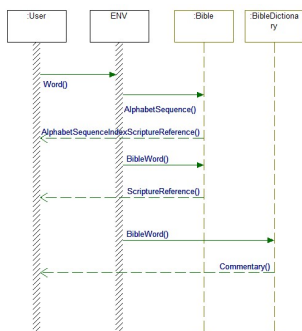 :User
ENV
:Bible
:BibleDictiona
ry
Word()
AlphabetSequence()
AlphabetSequenceIndexScriptureReference()
BibleWord()
ScriptureReference()
BibleWord()
Commentary()